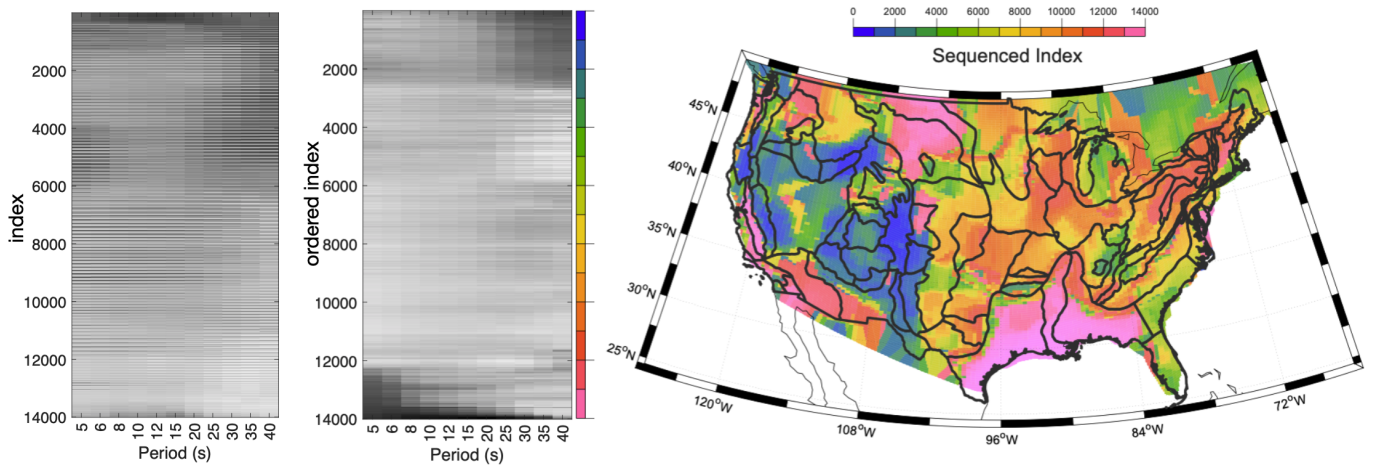 2000
4000
6000
8000
10000
12000
14000
index
5 6 8 10 12 15 20 25 30 35 40
Period (s)
2000
4000
6000
8000
10000
12000
14000
ordered index
5 6 8 10 12 15 20 25 30 35 40
Period (s)
0 2000 4000 6000 8000 10000 12000 14000
Sequenced Index
45°N
40°N
35°N
30°N
25°N
120°W
108°W
96°W
84°W
72°W